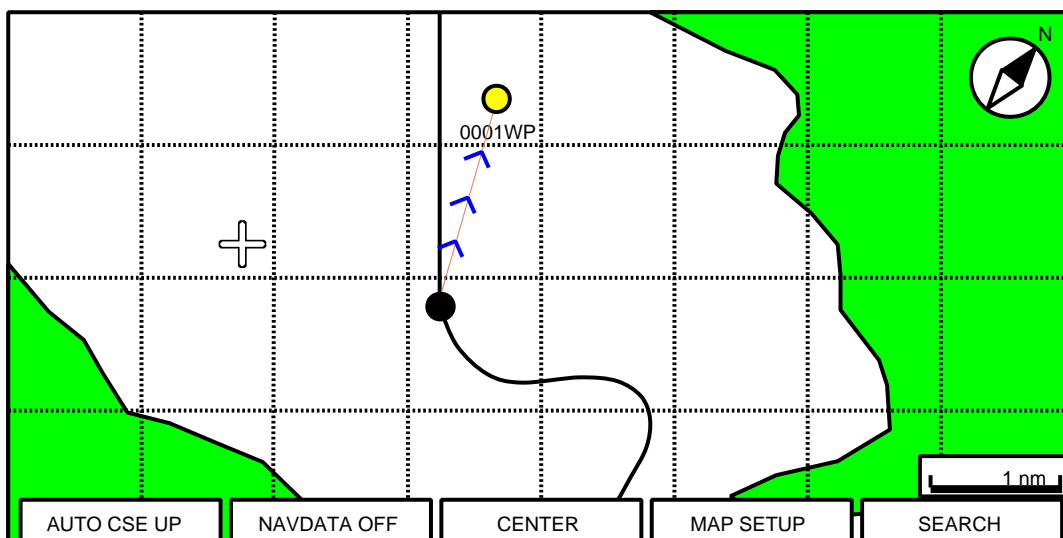 N
0001WP
1 nm
AUTO CSE UP
NAVDATA OFF
CENTER
MAP SETUP
SEARCH